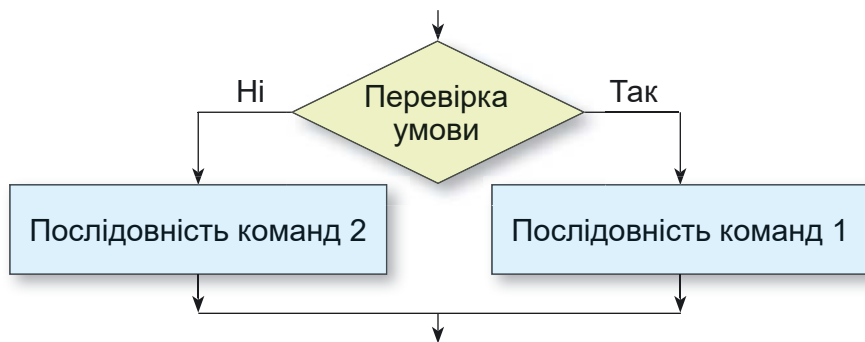 Ні
Перевірка
умови
Так
Послідовність команд 2
Послідовність команд 1